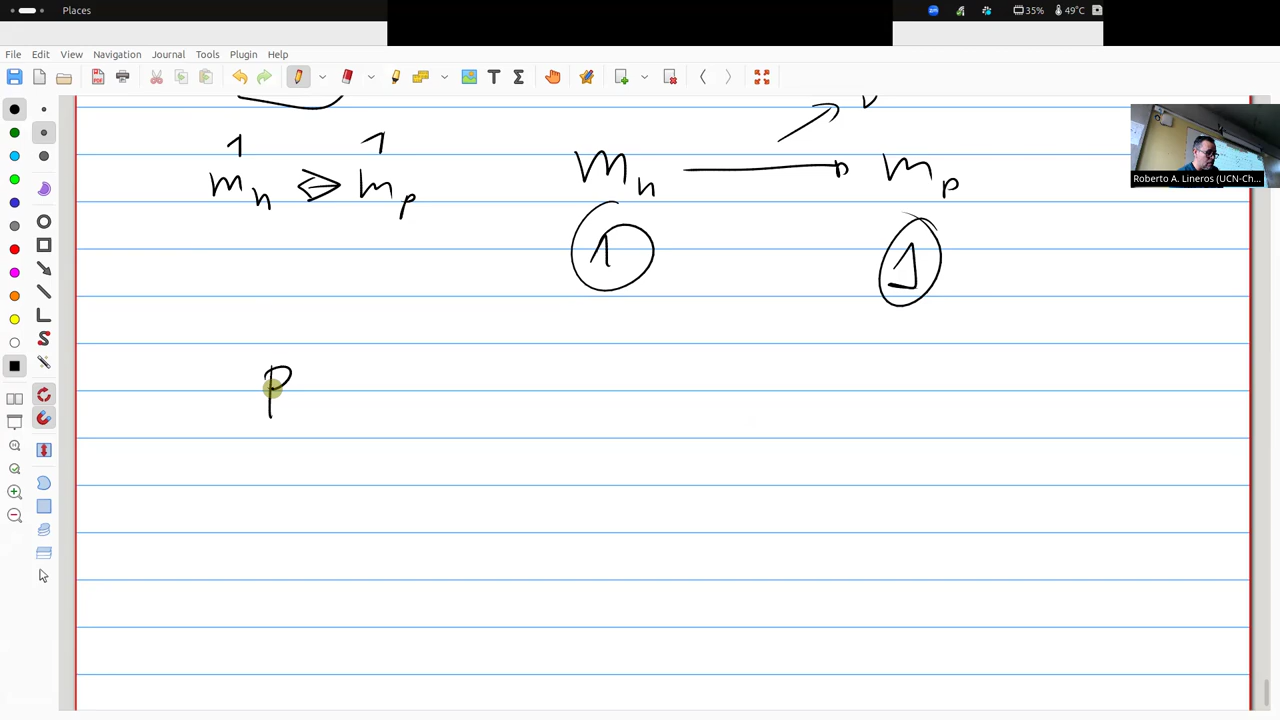 Places
35% 49°C
File Edit View Navigation Journal Tools Plugin Help
1 1
m_n ⩾ m_p m_n → m_p
1 1
P
Roberto A. Lineros (UCN-Ch...